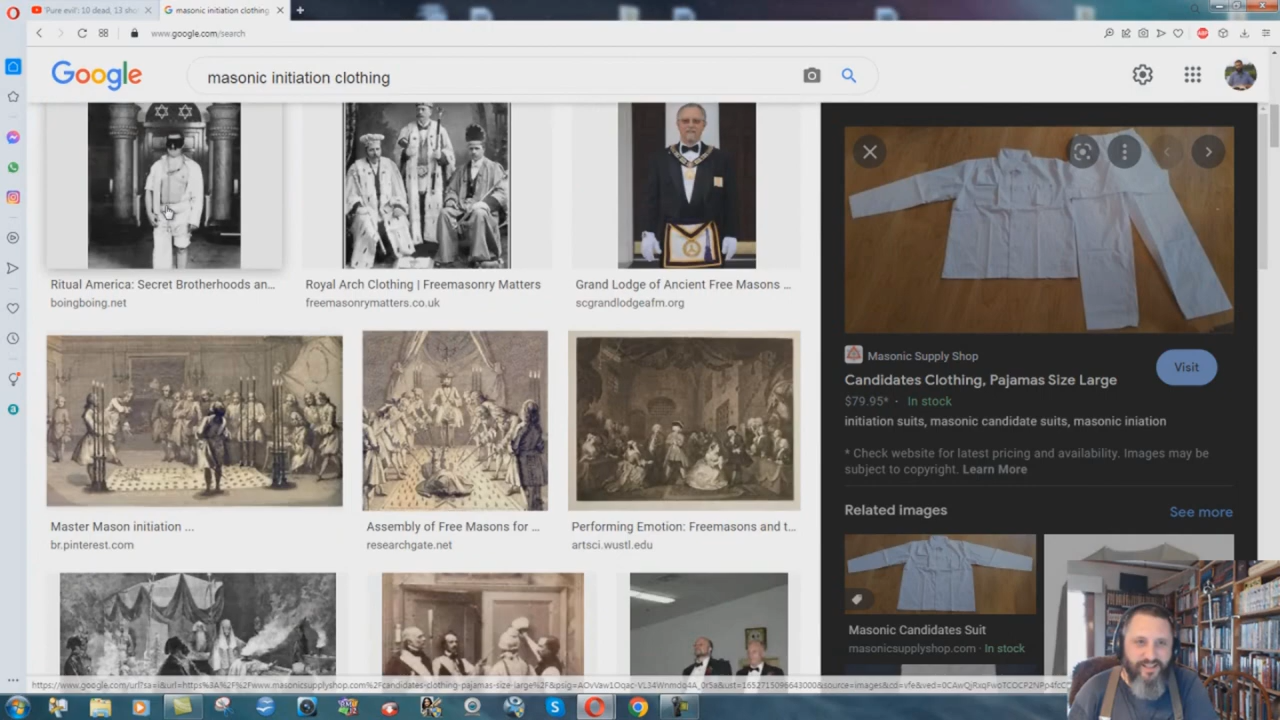 'Pure evil': 10 dead, 13 sho
masonic initiation clothing
www.google.com/search
Google
masonic initiation clothing
Ritual America: Secret Brotherhoods an...
boingboing.net
Royal Arch Clothing | Freemasonry Matters
freemasonrymatters.co.uk
Grand Lodge of Ancient Free Masons ...
scgrandlodgeafm.org
Master Mason initiation ...
br.pinterest.com
Assembly of Free Masons for ...
researchgate.net
Performing Emotion: Freemasons and t...
artsci.wustl.edu
Masonic Supply Shop
Visit
Candidates Clothing, Pajamas Size Large
$79.95* · In stock
initiation suits, masonic candidate suits, masonic iniation
* Check website for latest pricing and availability. Images may be
subject to copyright. Learn More
Related images
See more
Masonic Candidates Suit
masonicsupplyshop.com · In stock